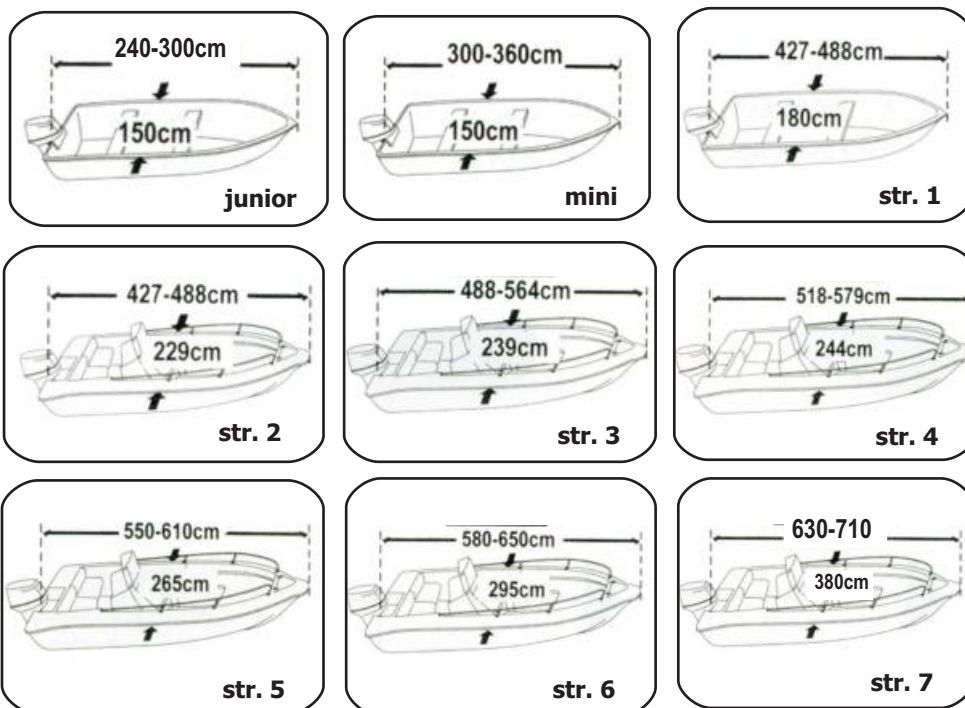 240-300cm
150cm
junior
300-360cm
150cm
mini
427-488cm
180cm
str. 1
427-488cm
229cm
str. 2
488-564cm
239cm
str. 3
518-579cm
244cm
str. 4
550-610cm
265cm
str. 5
580-650cm
295cm
str. 6
630-710
380cm
str. 7